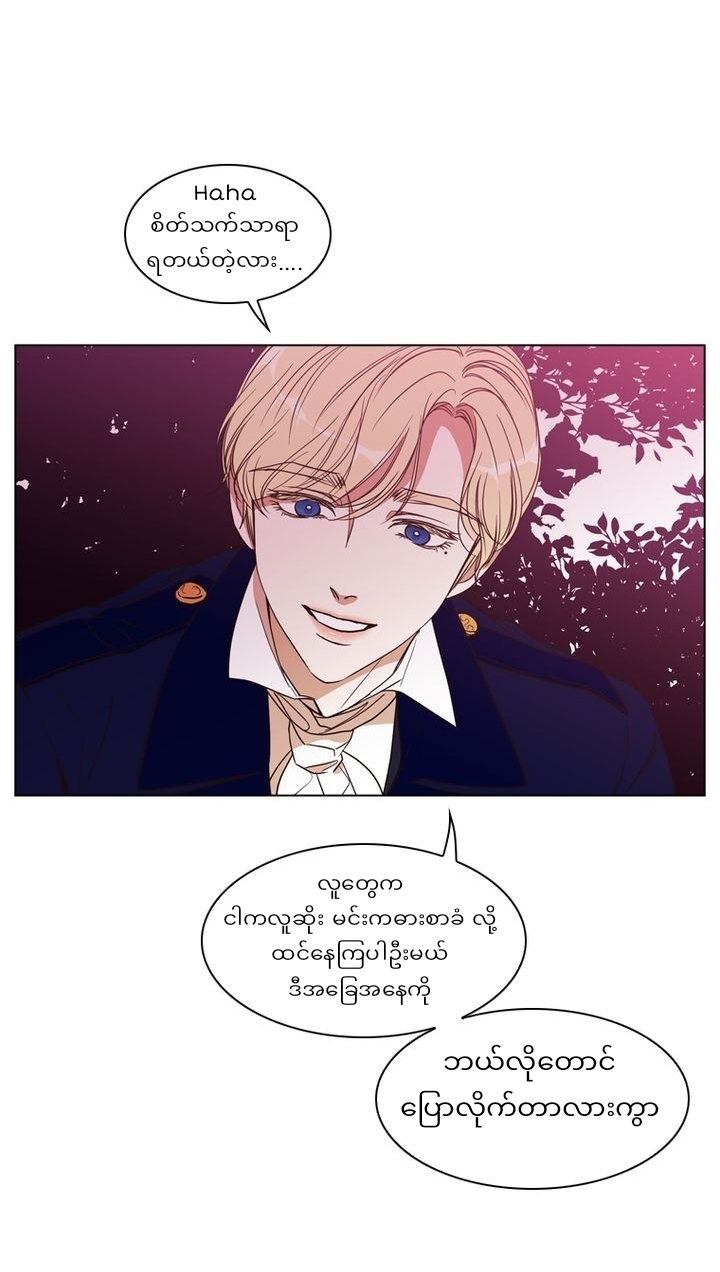 Haha
စိတ်သက်သာရာ
ရတယ်တဲ့လား....
လူတွေက
ငါကလူဆိုး မင်းကဓားစာခံ လို့
ထင်နေကြပါဦးမယ်
ဒီအခြေအနေကို
ဘယ်လိုတောင်
ပြောလိုက်တာလားကွာ